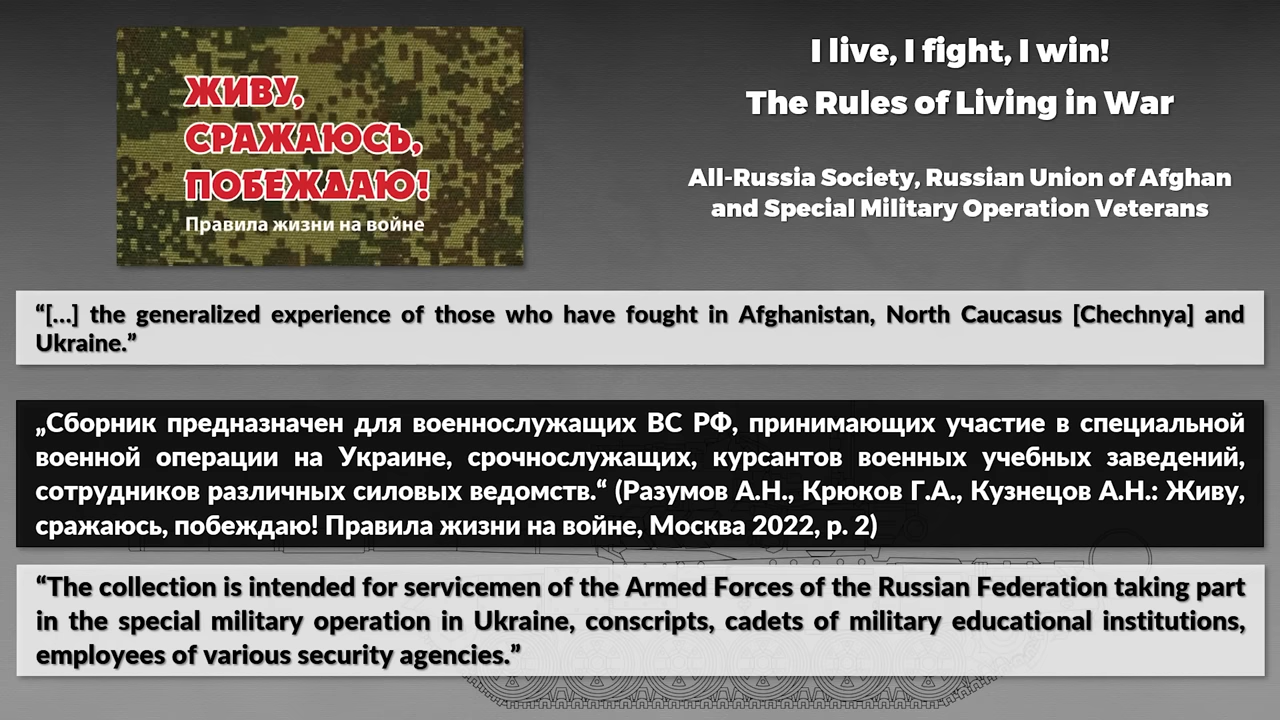 ЖИВУ,
СРАЖАЮСЬ,
ПОБЕЖДАЮ!
Правила жизни на войне
I live, I fight, I win!
The Rules of Living in War
All-Russia Society, Russian Union of Afghan
and Special Military Operation Veterans
“[…] the generalized experience of those who have fought in Afghanistan, North Caucasus [Chechnya] and
Ukraine.”
„Сборник предназначен для военнослужащих ВС РФ, принимающих участие в специальной
военной операции на Украине, срочнослужащих, курсантов военных учебных заведений,
сотрудников различных силовых ведомств.“ (Разумов А.Н., Крюков Г.А., Кузнецов А.Н.: Живу,
сражаюсь, побеждаю! Правила жизни на войне, Москва 2022, p. 2)
“The collection is intended for servicemen of the Armed Forces of the Russian Federation taking part
in the special military operation in Ukraine, conscripts, cadets of military educational institutions,
employees of various security agencies.”